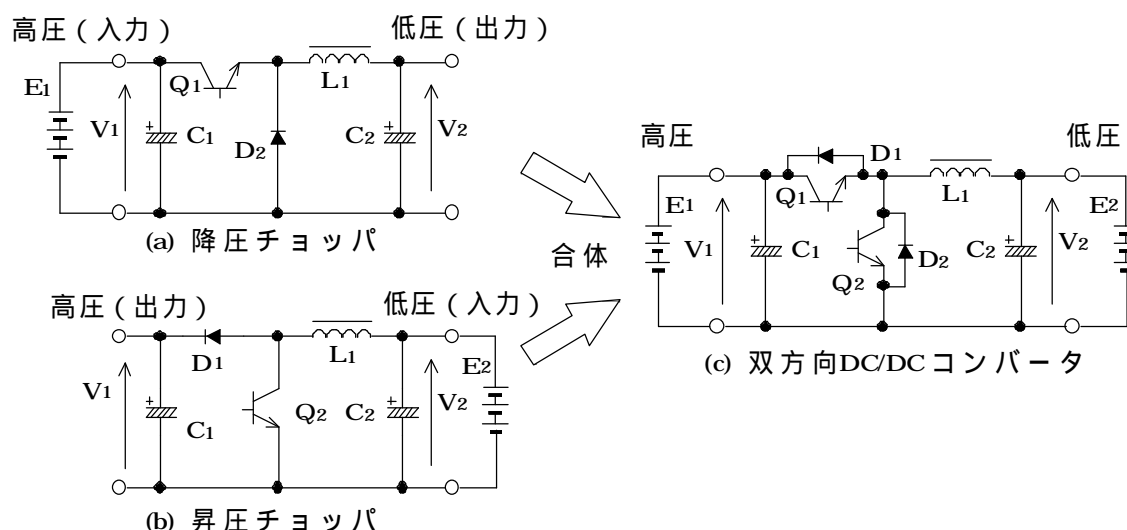 高圧（入力）
低圧（出力）
E1
V1
C1
Q1
D2
L1
C2
V2
(a) 降圧チョッパ
高圧（出力）
低圧（入力）
V1
C1
D1
Q2
L1
C2
V2
E2
(b) 昇圧チョッパ
合体
高圧
低圧
E1
V1
C1
Q1
D1
Q2
D2
L1
C2
V2
E2
(c) 双方向DC/DCコンバータ